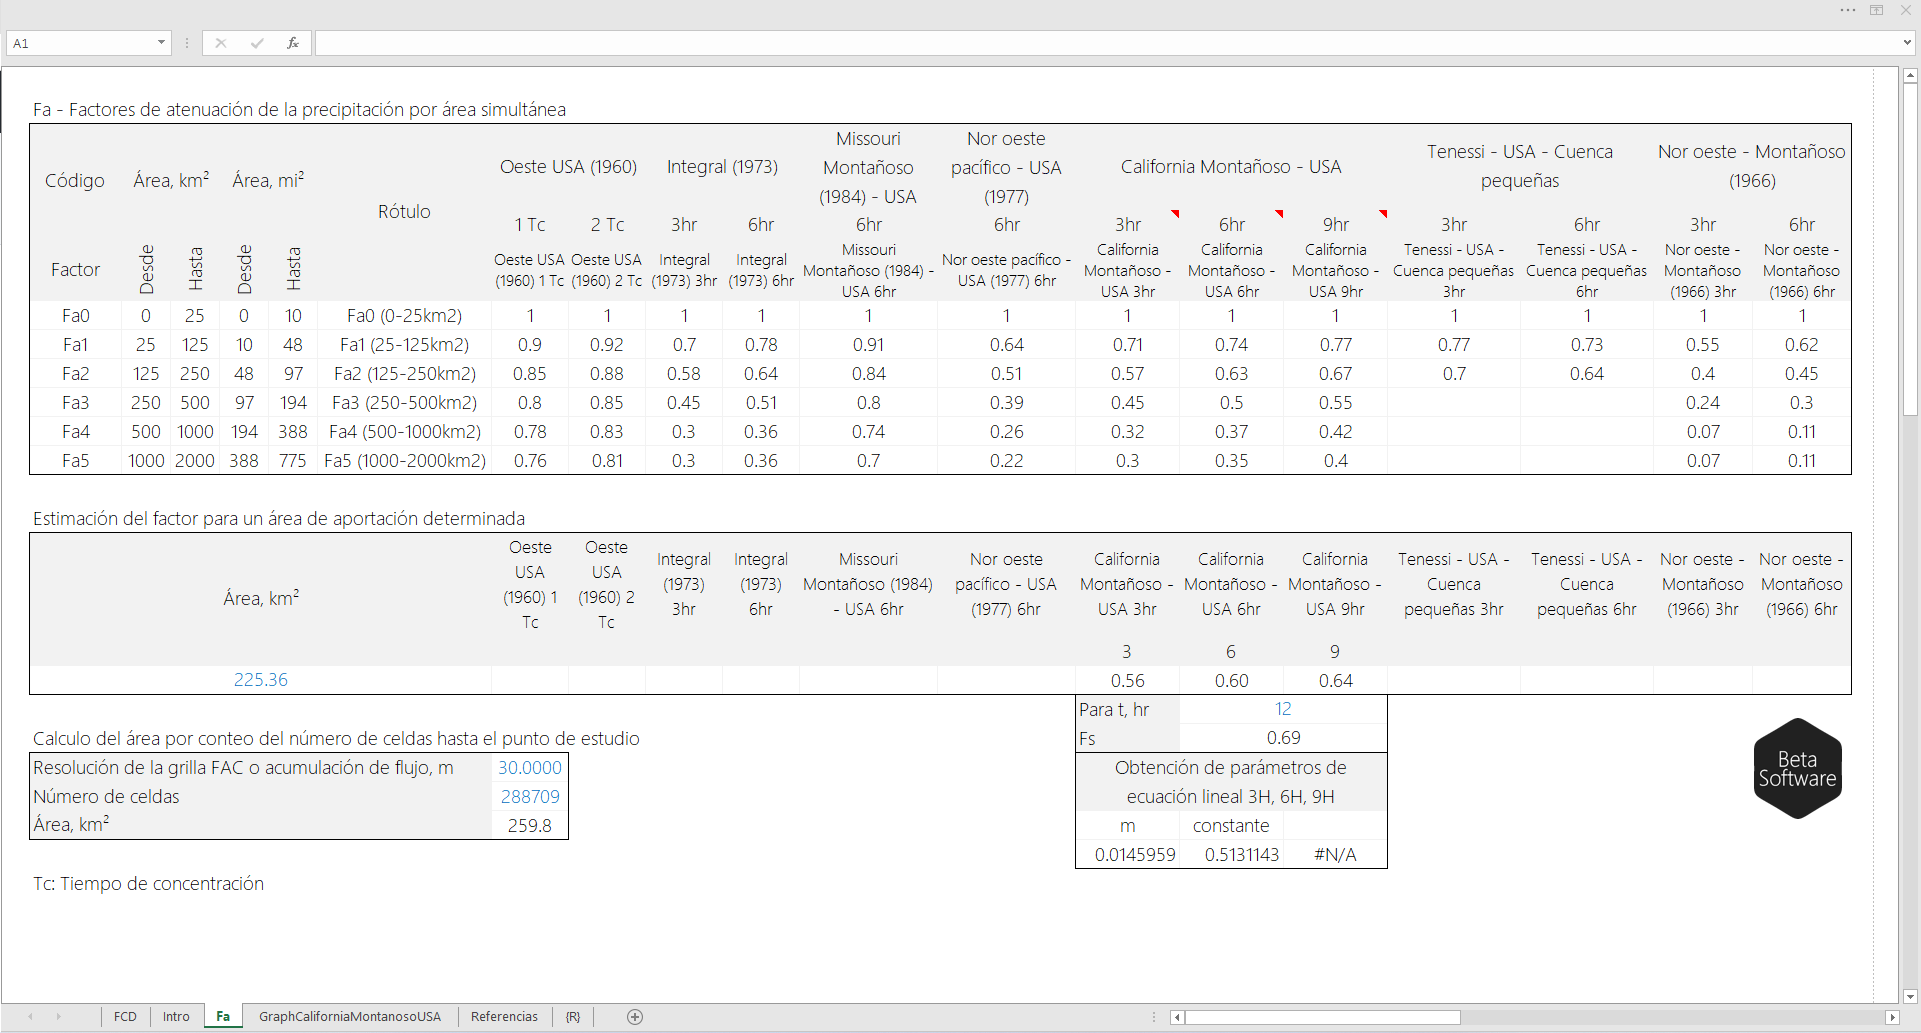 A1
fx
Fa - Factores de atenuación de la precipitación por área simultánea
Código Área, km² Área, mi² Rótulo Oeste USA (1960) Integral (1973) Missouri Montañoso (1984) - USA Nor oeste pacífico - USA (1977) California Montañoso - USA Tenessi - USA - Cuenca pequeñas Nor oeste - Montañoso (1966)
1 Tc 2 Tc 3hr 6hr 6hr 6hr 3hr 6hr 9hr 3hr 6hr 3hr 6hr
Factor Desde Hasta Desde Hasta Oeste USA (1960) 1 Tc Oeste USA (1960) 2 Tc Integral (1973) 3hr Integral (1973) 6hr Missouri Montañoso (1984) - USA 6hr Nor oeste pacífico - USA (1977) 6hr California Montañoso - USA 3hr California Montañoso - USA 6hr California Montañoso - USA 9hr Tenessi - USA - Cuenca pequeñas 3hr Tenessi - USA - Cuenca pequeñas 6hr Nor oeste - Montañoso (1966) 3hr Nor oeste - Montañoso (1966) 6hr
Fa0 0 25 0 10 Fa0 (0-25km2) 1 1 1 1 1 1 1 1 1 1 1 1 1
Fa1 25 125 10 48 Fa1 (25-125km2) 0.9 0.92 0.7 0.78 0.91 0.64 0.71 0.74 0.77 0.77 0.73 0.55 0.62
Fa2 125 250 48 97 Fa2 (125-250km2) 0.85 0.88 0.58 0.64 0.84 0.51 0.57 0.63 0.67 0.7 0.64 0.4 0.45
Fa3 250 500 97 194 Fa3 (250-500km2) 0.8 0.85 0.45 0.51 0.8 0.39 0.45 0.5 0.55 0.24 0.3
Fa4 500 1000 194 388 Fa4 (500-1000km2) 0.78 0.83 0.3 0.36 0.74 0.26 0.32 0.37 0.42 0.07 0.11
Fa5 1000 2000 388 775 Fa5 (1000-2000km2) 0.76 0.81 0.3 0.36 0.7 0.22 0.3 0.35 0.4 0.07 0.11
Estimación del factor para un área de aportación determinada
Área, km² Oeste USA (1960) 1 Tc Oeste USA (1960) 2 Tc Integral (1973) 3hr Integral (1973) 6hr Missouri Montañoso (1984) - USA 6hr Nor oeste pacífico - USA (1977) 6hr California Montañoso - USA 3hr California Montañoso - USA 6hr California Montañoso - USA 9hr Tenessi - USA - Cuenca pequeñas 3hr Tenessi - USA - Cuenca pequeñas 6hr Nor oeste - Montañoso (1966) 3hr Nor oeste - Montañoso (1966) 6hr
3 6 9
225.36 0.56 0.60 0.64
Para t, hr 12
Fs 0.69
Calculo del área por conteo del número de celdas hasta el punto de estudio
Resolución de la grilla FAC o acumulación de flujo, m 30.0000
Número de celdas 288709
Área, km² 259.8
Obtención de parámetros de
ecuación lineal 3H, 6H, 9H
m constante
0.0145959 0.5131143 #N/A
Beta
Software
Tc: Tiempo de concentración
FCD Intro Fa GraphCaliforniaMontanosoUSA Referencias {R}